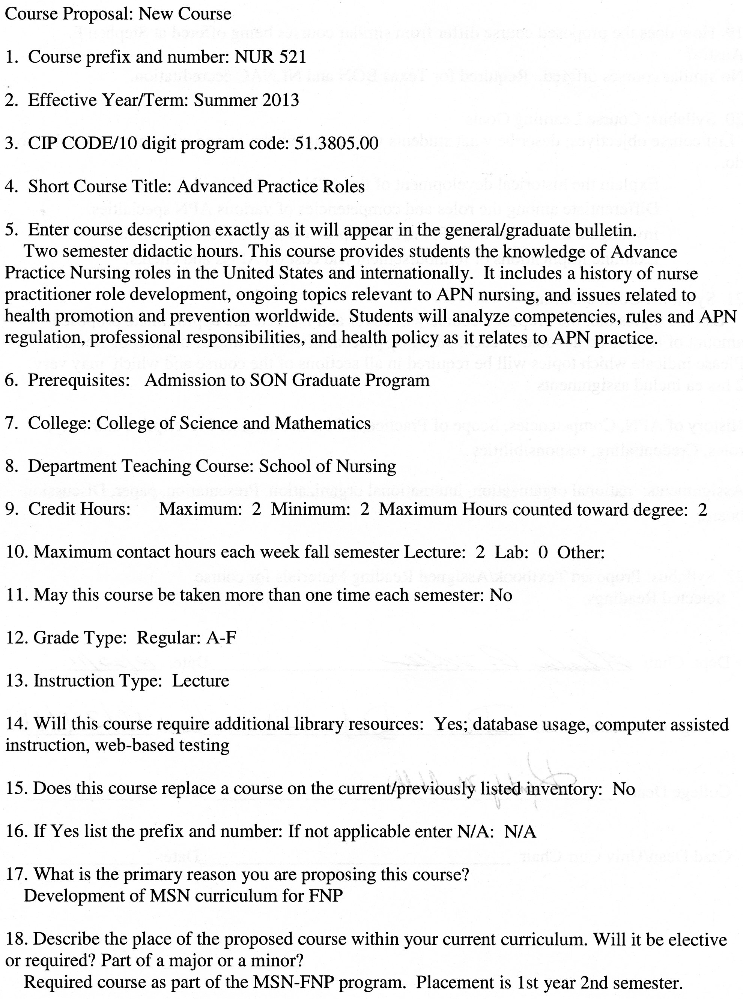 Course Proposal: New Course
1. Course prefix and number: NUR 521
2. Effective Year/Term: Summer 2013
3. CIP CODE/10 digit program code: 51.3805.00
4. Short Course Title: Advanced Practice Roles
5. Enter course description exactly as it will appear in the general/graduate bulletin.
Two semester didactic hours. This course provides students the knowledge of Advance
Practice Nursing roles in the United States and internationally. It includes a history of nurse
practitioner role development, ongoing topics relevant to APN nursing, and issues related to
health promotion and prevention worldwide. Students will analyze competencies, rules and APN
regulation, professional responsibilities, and health policy as it relates to APN practice.
6. Prerequisites: Admission to SON Graduate Program
7. College: College of Science and Mathematics
8. Department Teaching Course: School of Nursing
9. Credit Hours: Maximum: 2 Minimum: 2 Maximum Hours counted toward degree: 2
10. Maximum contact hours each week fall semester Lecture: 2 Lab: 0 Other:
11. May this course be taken more than one time each semester: No
12. Grade Type: Regular: A-F
13. Instruction Type: Lecture
14. Will this course require additional library resources: Yes; database usage, computer assisted
instruction, web-based testing
15. Does this course replace a course on the current/previously listed inventory: No
16. If Yes list the prefix and number: If not applicable enter N/A: N/A
17. What is the primary reason you are proposing this course?
Development of MSN curriculum for FNP
18. Describe the place of the proposed course within your current curriculum. Will it be elective
or required? Part of a major or a minor?
Required course as part of the MSN-FNP program. Placement is 1st year 2nd semester.